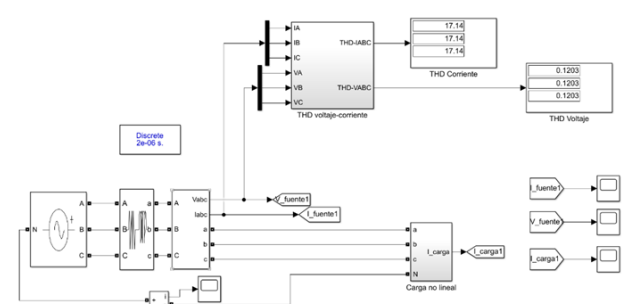 IA
IB
IC
VA
VB
VC
THD-IABC
THD-VABC
THD voltaje-corriente
17.14
17.14
17.14
THD Corriente
0.1203
0.1203
0.1203
THD Voltaje
Discrete
2e-06 s.
N
A
B
C
A
B
C
a
b
c
A
B
C
Vabc
Iabc
a
b
c
V_fuente1
I_fuente1
a
b
c
N
I_carga
Carga no lineal
I_carga1
I_fuente1
V_fuente
I_carga1
+
i